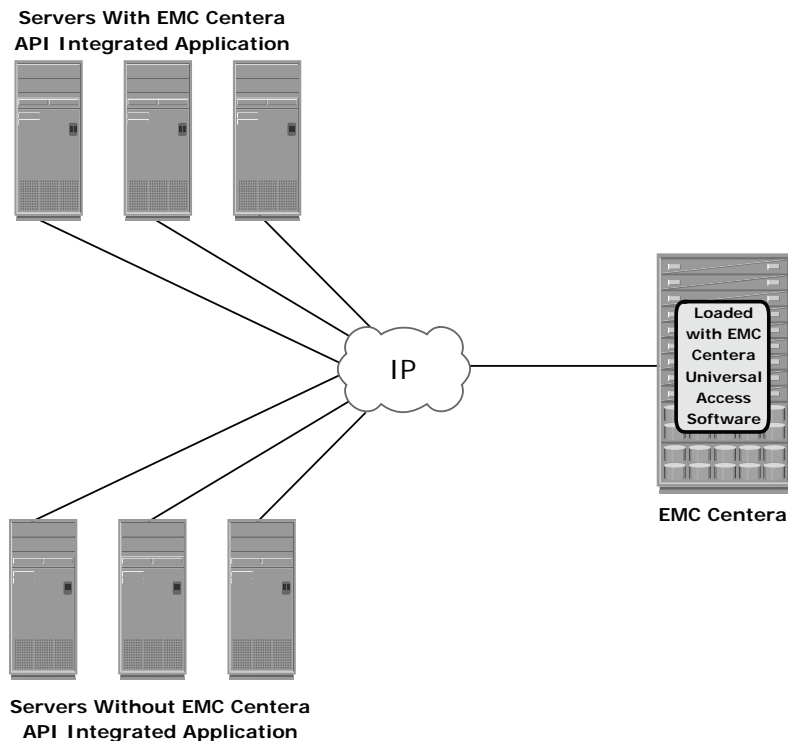 Servers With EMC Centera
API Integrated Application
IP
Loaded
with EMC
Centera
Universal
Access
Software
EMC Centera
Servers Without EMC Centera
API Integrated Application